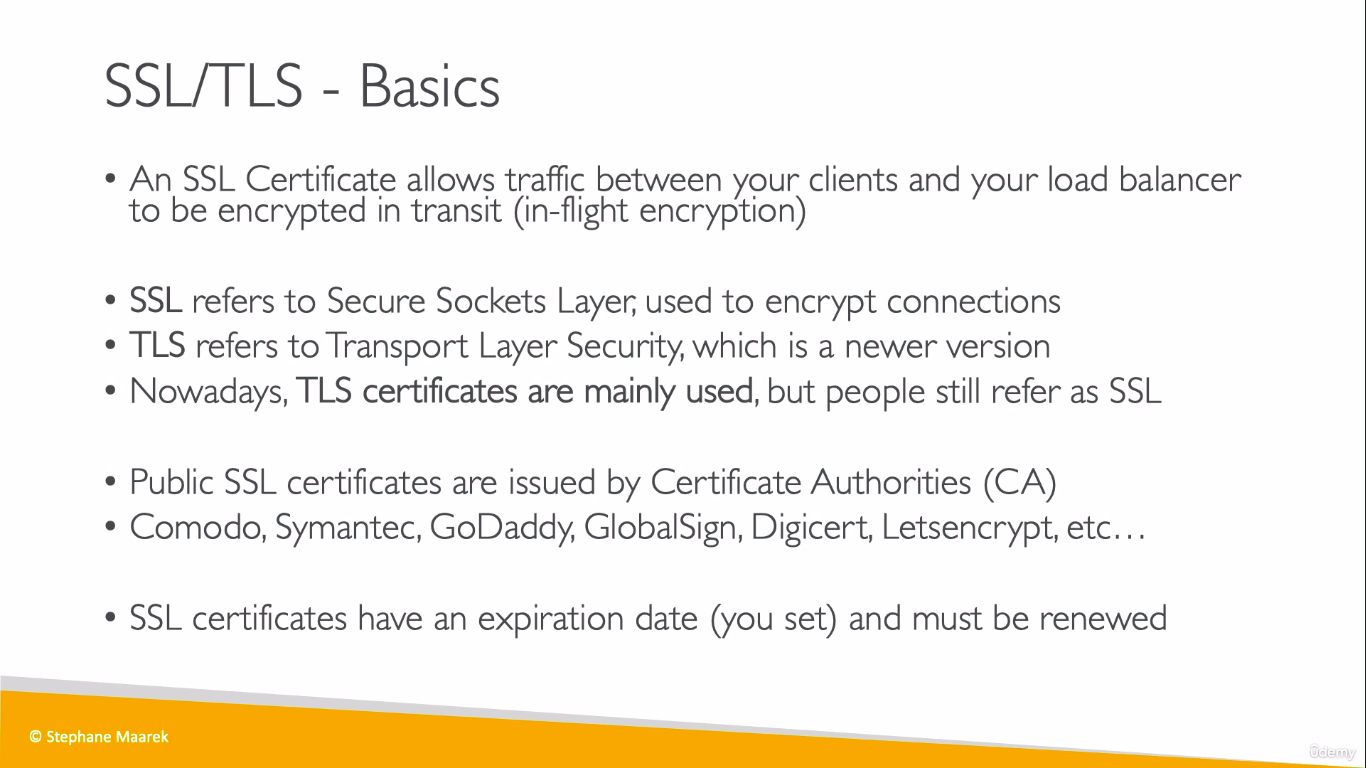 SSL/TLS - Basics
• An SSL Certificate allows traffic between your clients and your load balancer
to be encrypted in transit (in-flight encryption)
• SSL refers to Secure Sockets Layer, used to encrypt connections
• TLS refers to Transport Layer Security, which is a newer version
• Nowadays, TLS certificates are mainly used, but people still refer as SSL
• Public SSL certificates are issued by Certificate Authorities (CA)
• Comodo, Symantec, GoDaddy, GlobalSign, Digicert, Letsencrypt, etc…
• SSL certificates have an expiration date (you set) and must be renewed
© Stephane Maarek
ûdemy